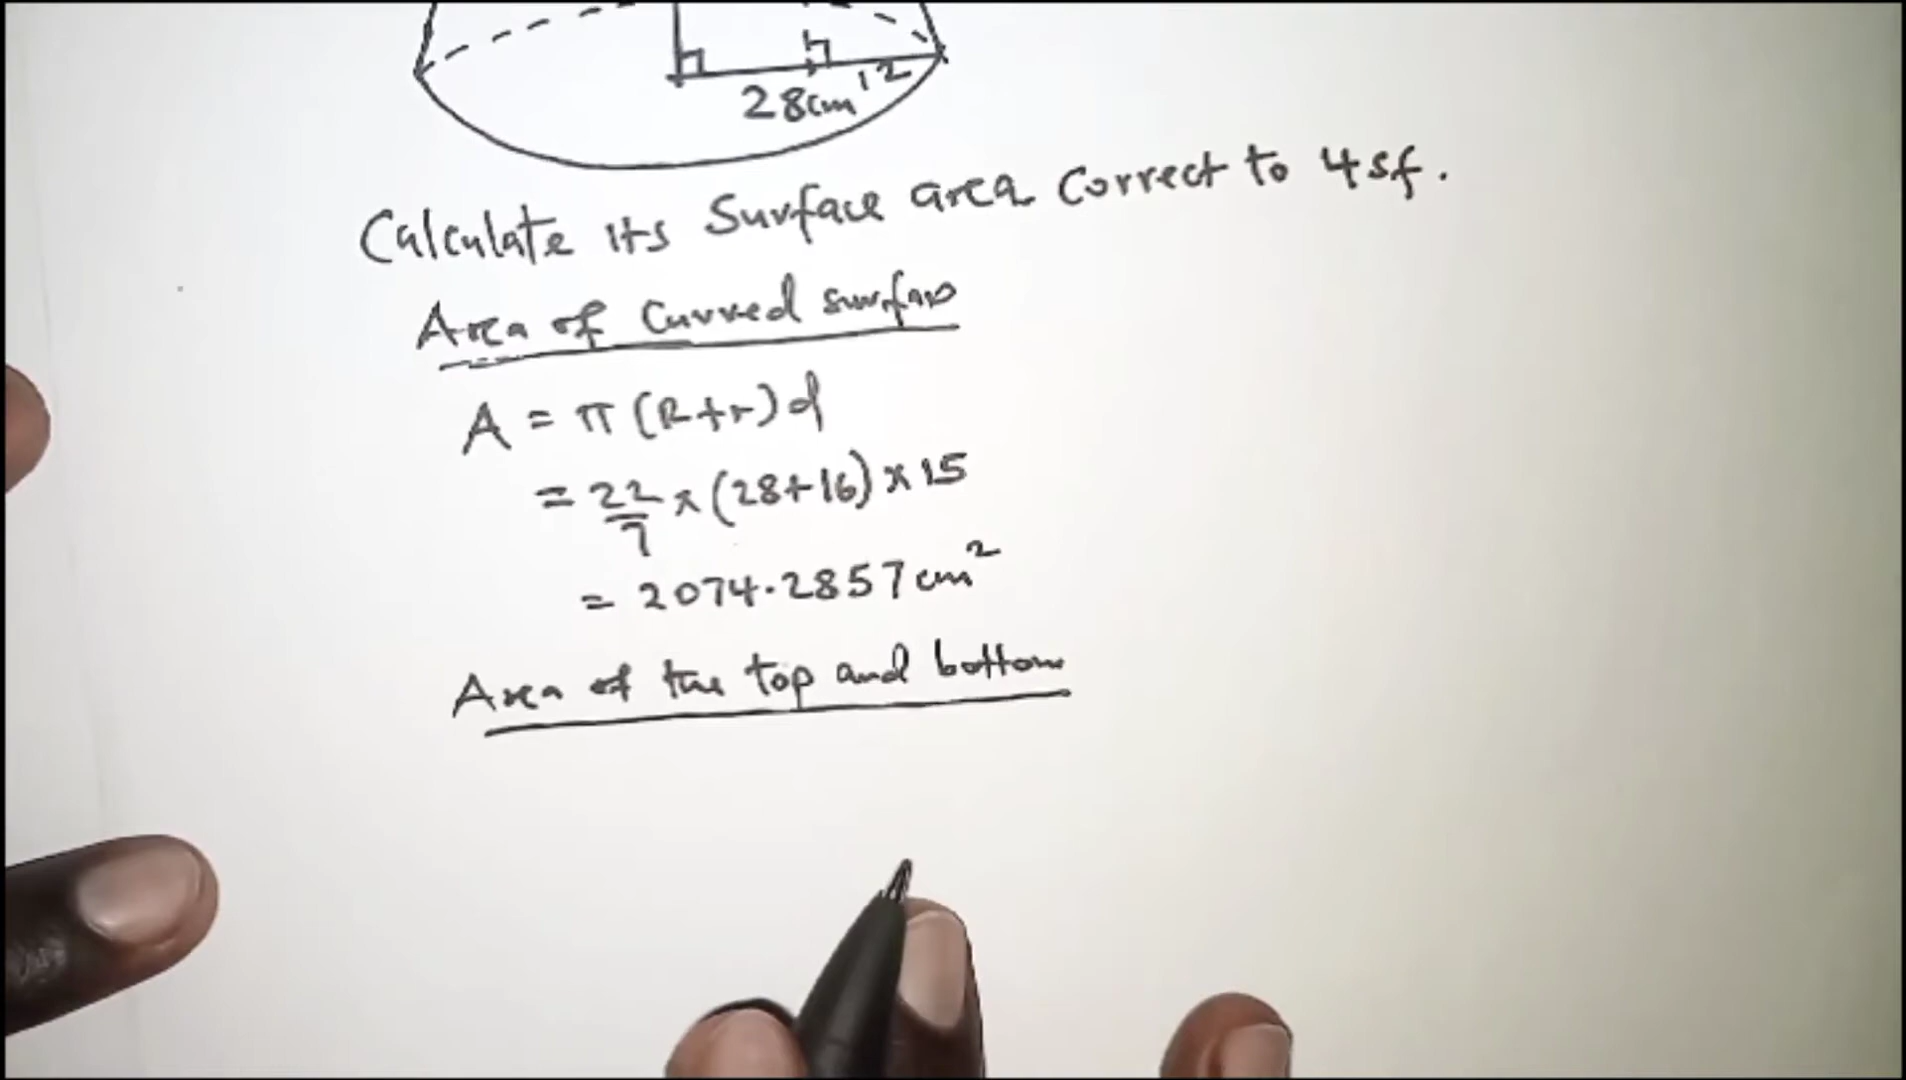 28cm
12
Calculate its Surface area correct to 4sf.
Area of Curved surface
A = π (R+r)d
= 22/7 x (28+16) x 15
= 2074.2857 cm²
Area of the top and bottom